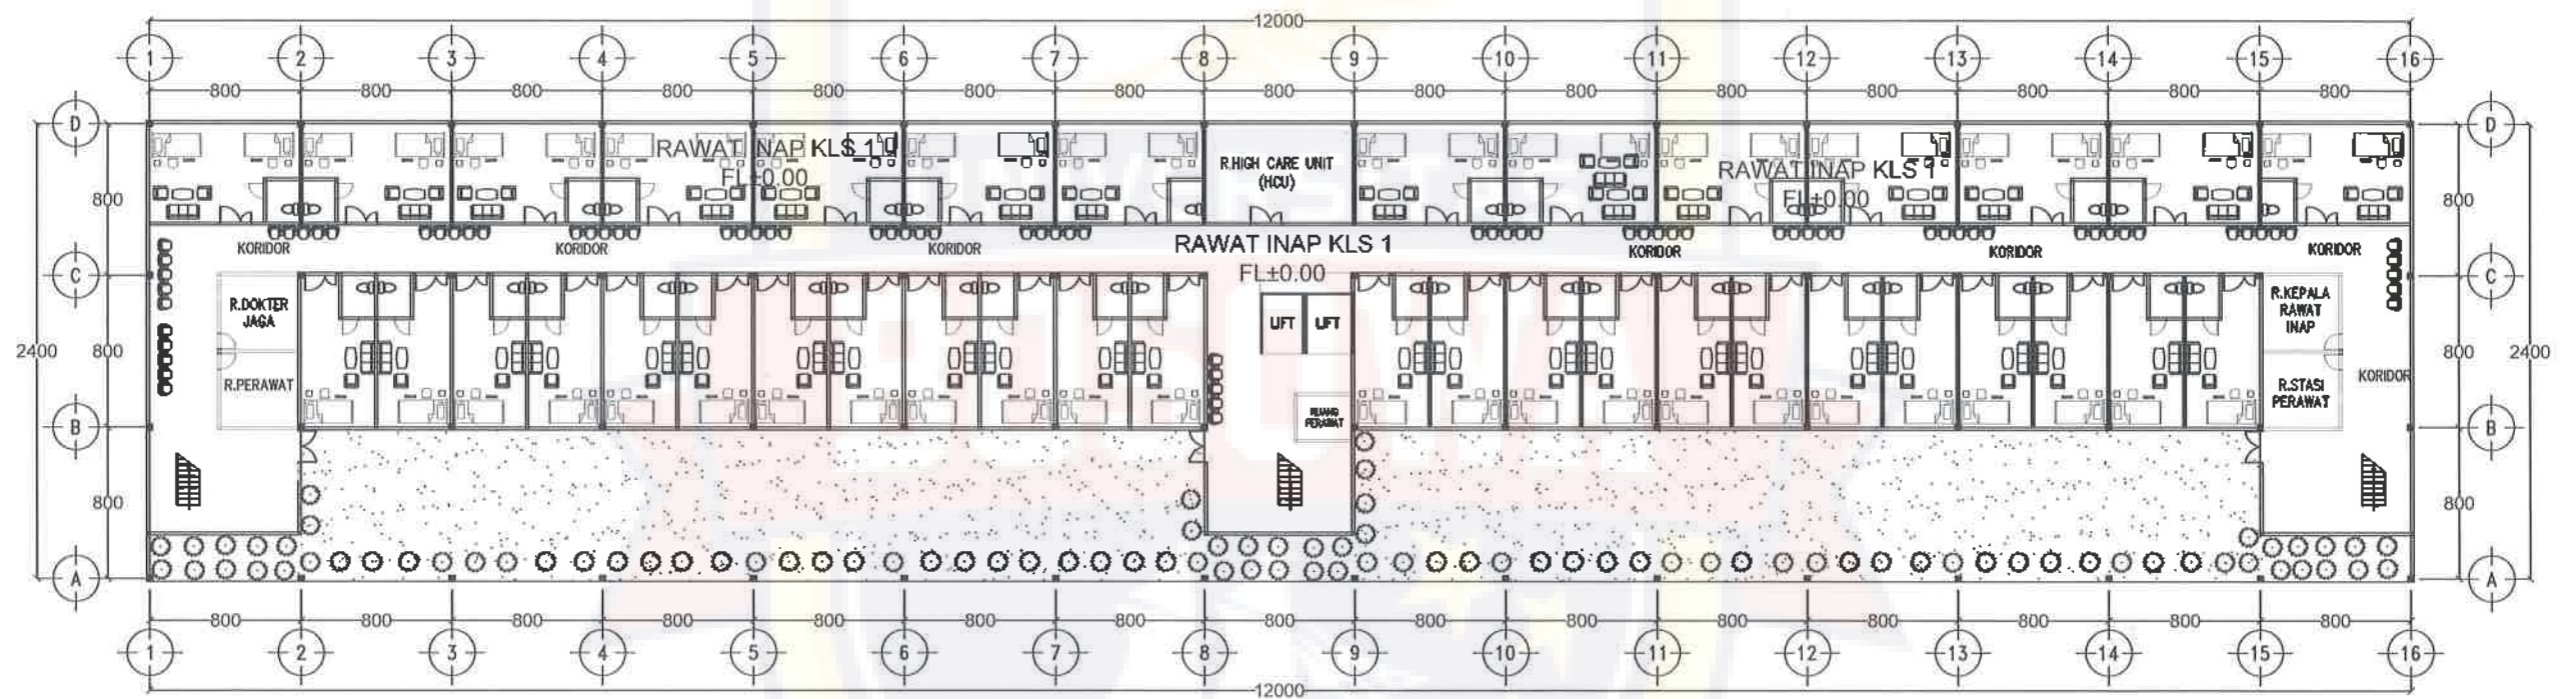 12000
1 2 3 4 5 6 7 8 9 10 11 12 13 14 15 16
800 800 800 800 800 800 800 800 800 800 800 800 800 800 800
D D
RAWAT INAP KLS 1
FL±0.00
R.HIGH CARE UNIT
(HCU)
RAWAT INAP KLS 1
FL±0.00
800 800
KORIDOR KORIDOR KORIDOR
RAWAT INAP KLS 1
FL±0.00
KORIDOR KORIDOR KORIDOR
C C
R.DOKTER
JAGA
LIFT LIFT
R.KEPALA
RAWAT
INAP
2400 800 800 2400
R.PERAWAT
RUANG
PERAWAT
R.STASI
PERAWAT
KORIDOR
B B
800 800
A A
800 800 800 800 800 800 800 800 800 800 800 800 800 800 800
1 2 3 4 5 6 7 8 9 10 11 12 13 14 15 16
12000